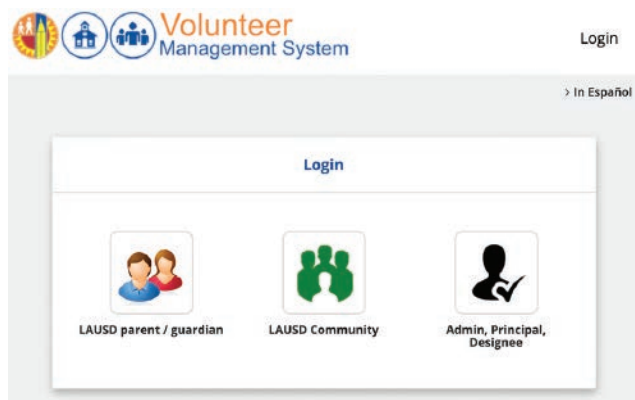 Volunteer
Management System
Login
> In Español
Login
LAUSD parent / guardian
LAUSD Community
Admin, Principal,
Designee